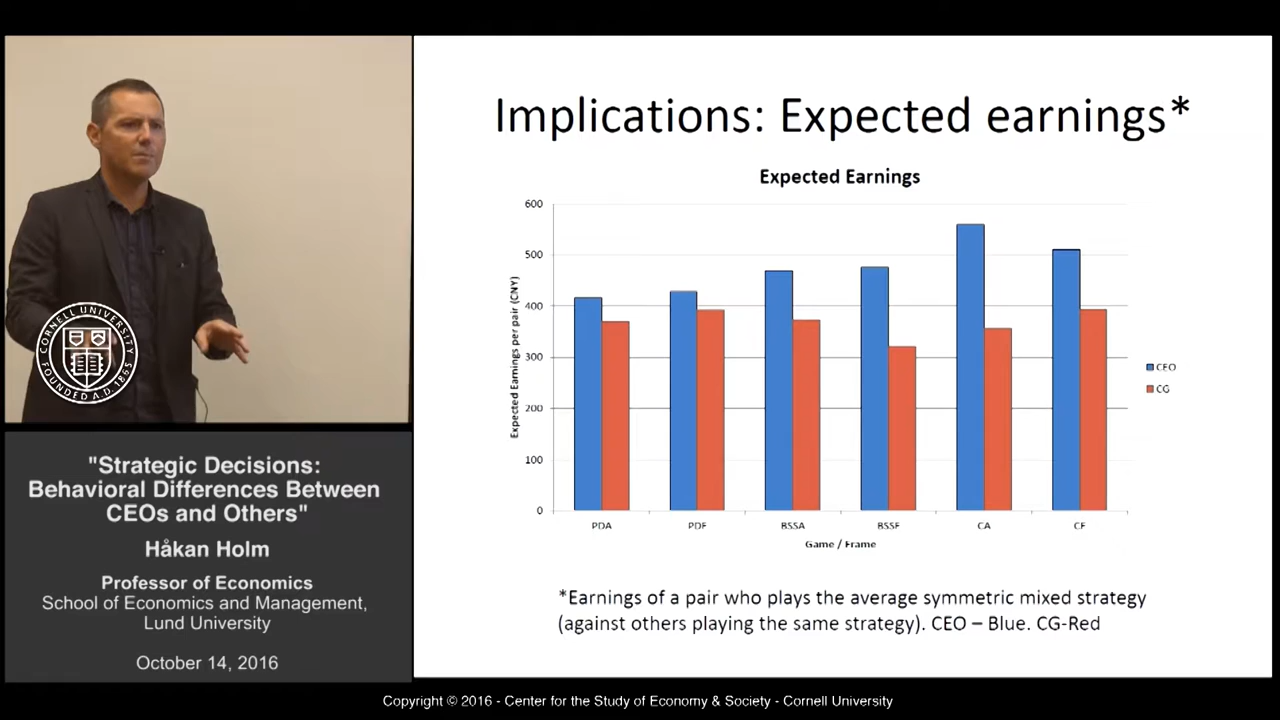 CORNELL UNIVERSITY
FOUNDED A.D. 1865
"Strategic Decisions:
Behavioral Differences Between
CEOs and Others"
Håkan Holm
Professor of Economics
School of Economics and Management,
Lund University
October 14, 2016
Implications: Expected earnings*
Expected Earnings
Expected Earnings per pair (CNY)
600
500
400
300
200
100
0
PDA PDF BSSA BSSF CA CF
Game / Frame
CEO
CG
*Earnings of a pair who plays the average symmetric mixed strategy
(against others playing the same strategy). CEO – Blue. CG-Red
Copyright © 2016 - Center for the Study of Economy & Society - Cornell University